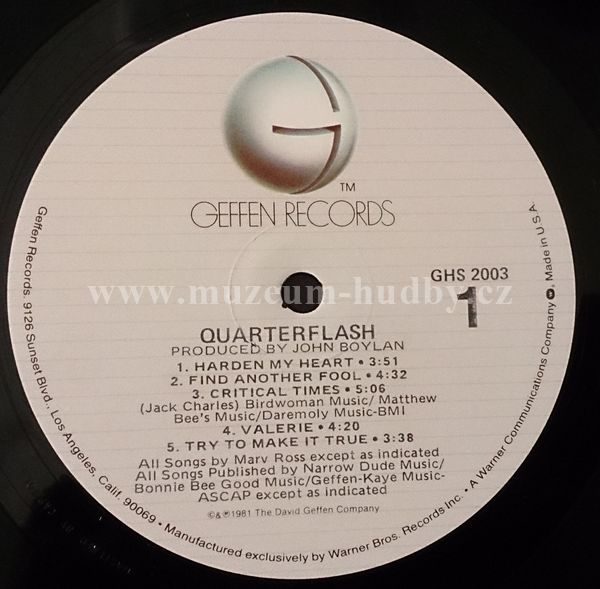 TM
GEFFEN RECORDS
GHS 2003
1
www.muzeum-hudby.cz
QUARTERFLASH
PRODUCED BY JOHN BOYLAN
1. HARDEN MY HEART • 3:51
2. FIND ANOTHER FOOL • 4:32
3. CRITICAL TIMES • 5:06
(Jack Charles) Birdwoman Music/ Matthew
Bee's Music/Daremoly Music-BMI
4. VALERIE • 4:20
5. TRY TO MAKE IT TRUE • 3:38
All Songs by Marv Ross except as indicated
All Songs Published by Narrow Dude Music/
Bonnie Bee Good Music/Geffen-Kaye Music-
ASCAP except as indicated
©&℗1981 The David Geffen Company
Geffen Records, 9126 Sunset Blvd., Los Angeles, Calif. 90069 • Manufactured exclusively by Warner Bros. Records Inc. • A Warner Communications Company. Made in U.S.A.